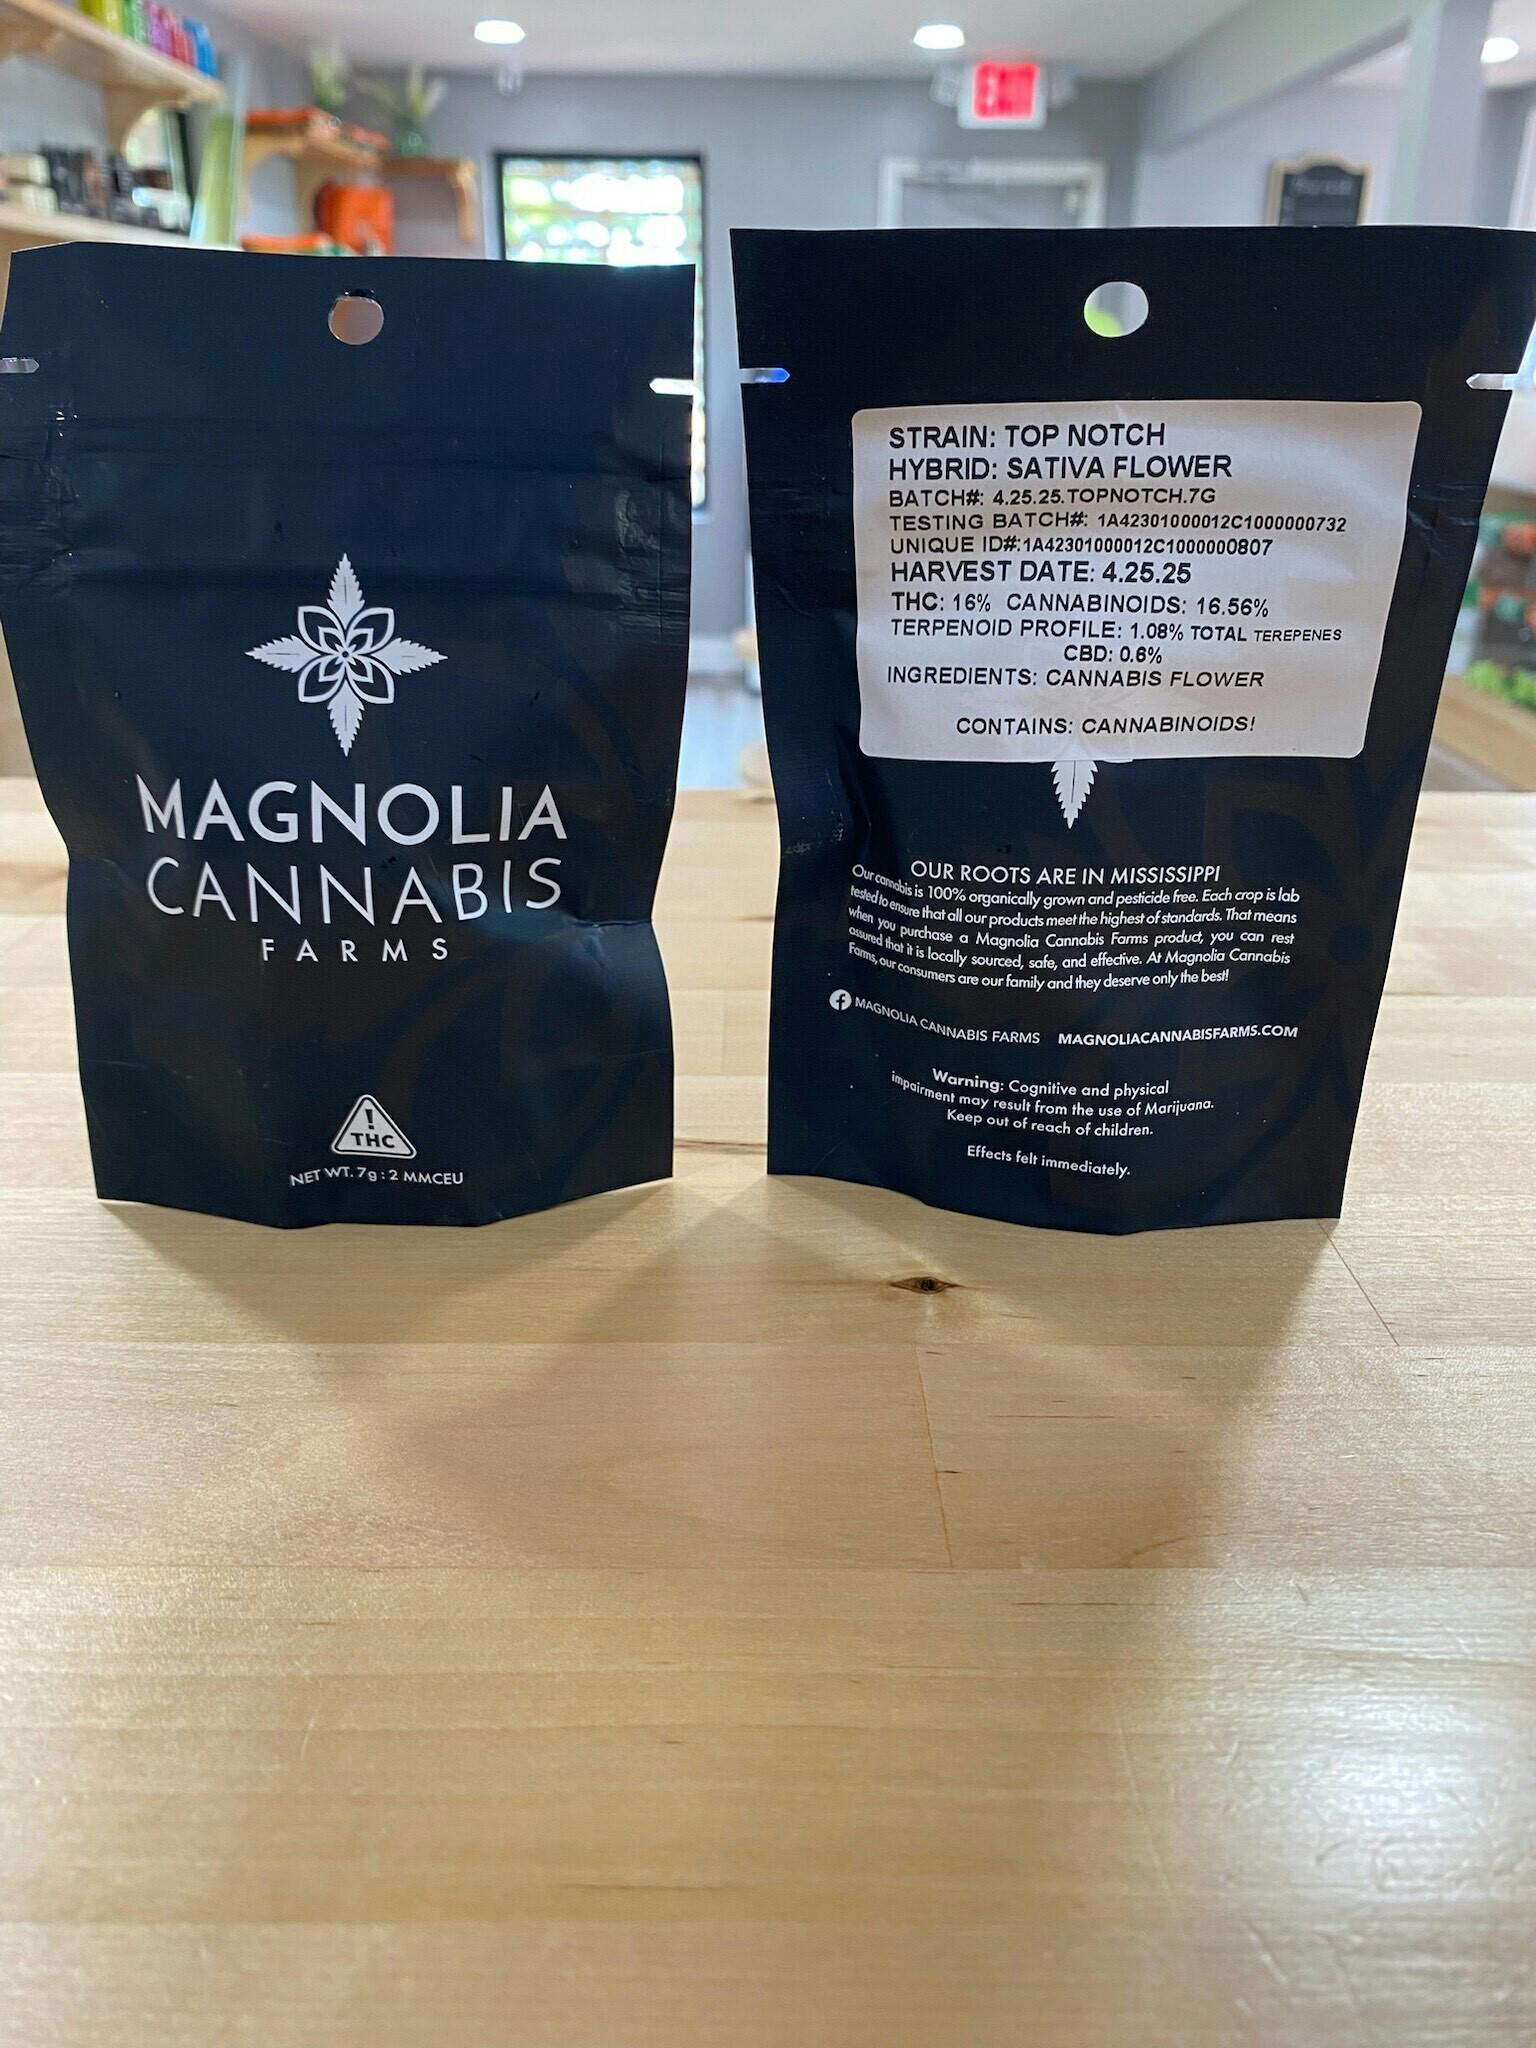 EXIT
MAGNOLIA
CANNABIS
FARMS
!
THC
NET WT. 7g : 2 MMCEU
STRAIN: TOP NOTCH
HYBRID: SATIVA FLOWER
BATCH#: 4.25.25.TOPNOTCH.7G
TESTING BATCH#: 1A42301000012C1000000732
UNIQUE ID#:1A42301000012C1000000807
HARVEST DATE: 4.25.25
THC: 16% CANNABINOIDS: 16.56%
TERPENOID PROFILE: 1.08% TOTAL TEREPENES
CBD: 0.6%
INGREDIENTS: CANNABIS FLOWER
CONTAINS: CANNABINOIDS!
OUR ROOTS ARE IN MISSISSIPPI
Our cannabis is 100% organically grown and pesticide free. Each crop is lab
tested to ensure that all our products meet the highest of standards. That means
when you purchase a Magnolia Cannabis Farms product, you can rest
assured that it is locally sourced, safe, and effective. At Magnolia Cannabis
Farms, our consumers are our family and they deserve only the best!
MAGNOLIA CANNABIS FARMS MAGNOLIACANNABISFARMS.COM
Warning: Cognitive and physical
impairment may result from the use of Marijuana.
Keep out of reach of children.
Effects felt immediately.